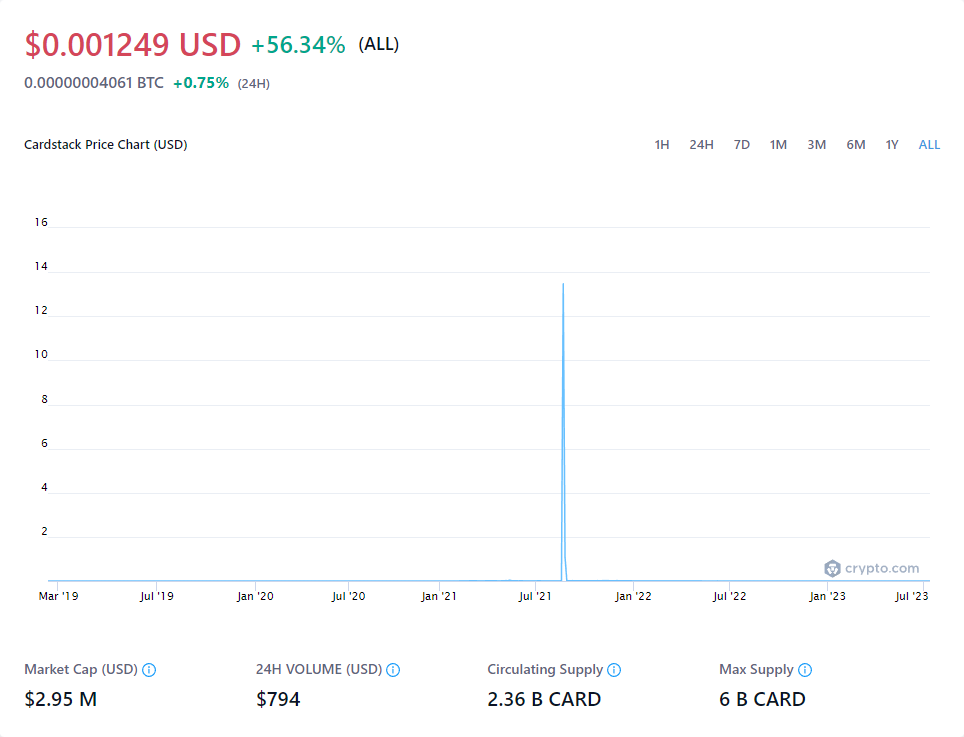 $0.001249 USD +56.34% (ALL)
0.00000004061 BTC +0.75% (24H)
Cardstack Price Chart (USD) 1H 24H 7D 1M 3M 6M 1Y ALL
16
14
12
10
8
6
4
2
crypto.com
Mar '19 Jul '19 Jan '20 Jul '20 Jan '21 Jul '21 Jan '22 Jul '22 Jan '23 Jul '23
Market Cap (USD) 24H VOLUME (USD) Circulating Supply Max Supply
$2.95 M $794 2.36 B CARD 6 B CARD